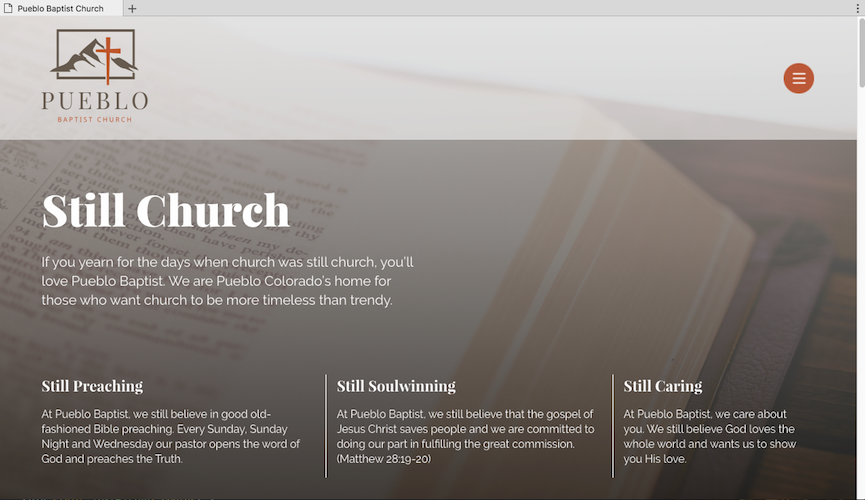 Pueblo Baptist Church
PUEBLO
BAPTIST CHURCH
Still Church
If you yearn for the days when church was still church, you'll
love Pueblo Baptist. We are Pueblo Colorado's home for
those who want church to be more timeless than trendy.
Still Preaching
At Pueblo Baptist, we still believe in good old-
fashioned Bible preaching. Every Sunday, Sunday
Night and Wednesday our pastor opens the word of
God and preaches the Truth.
Still Soulwinning
At Pueblo Baptist, we still believe that the gospel of
Jesus Christ saves people and we are committed to
doing our part in fulfilling the great commission.
(Matthew 28:19-20)
Still Caring
At Pueblo Baptist, we care about
you. We still believe God loves the
whole world and wants us to show
you His love.